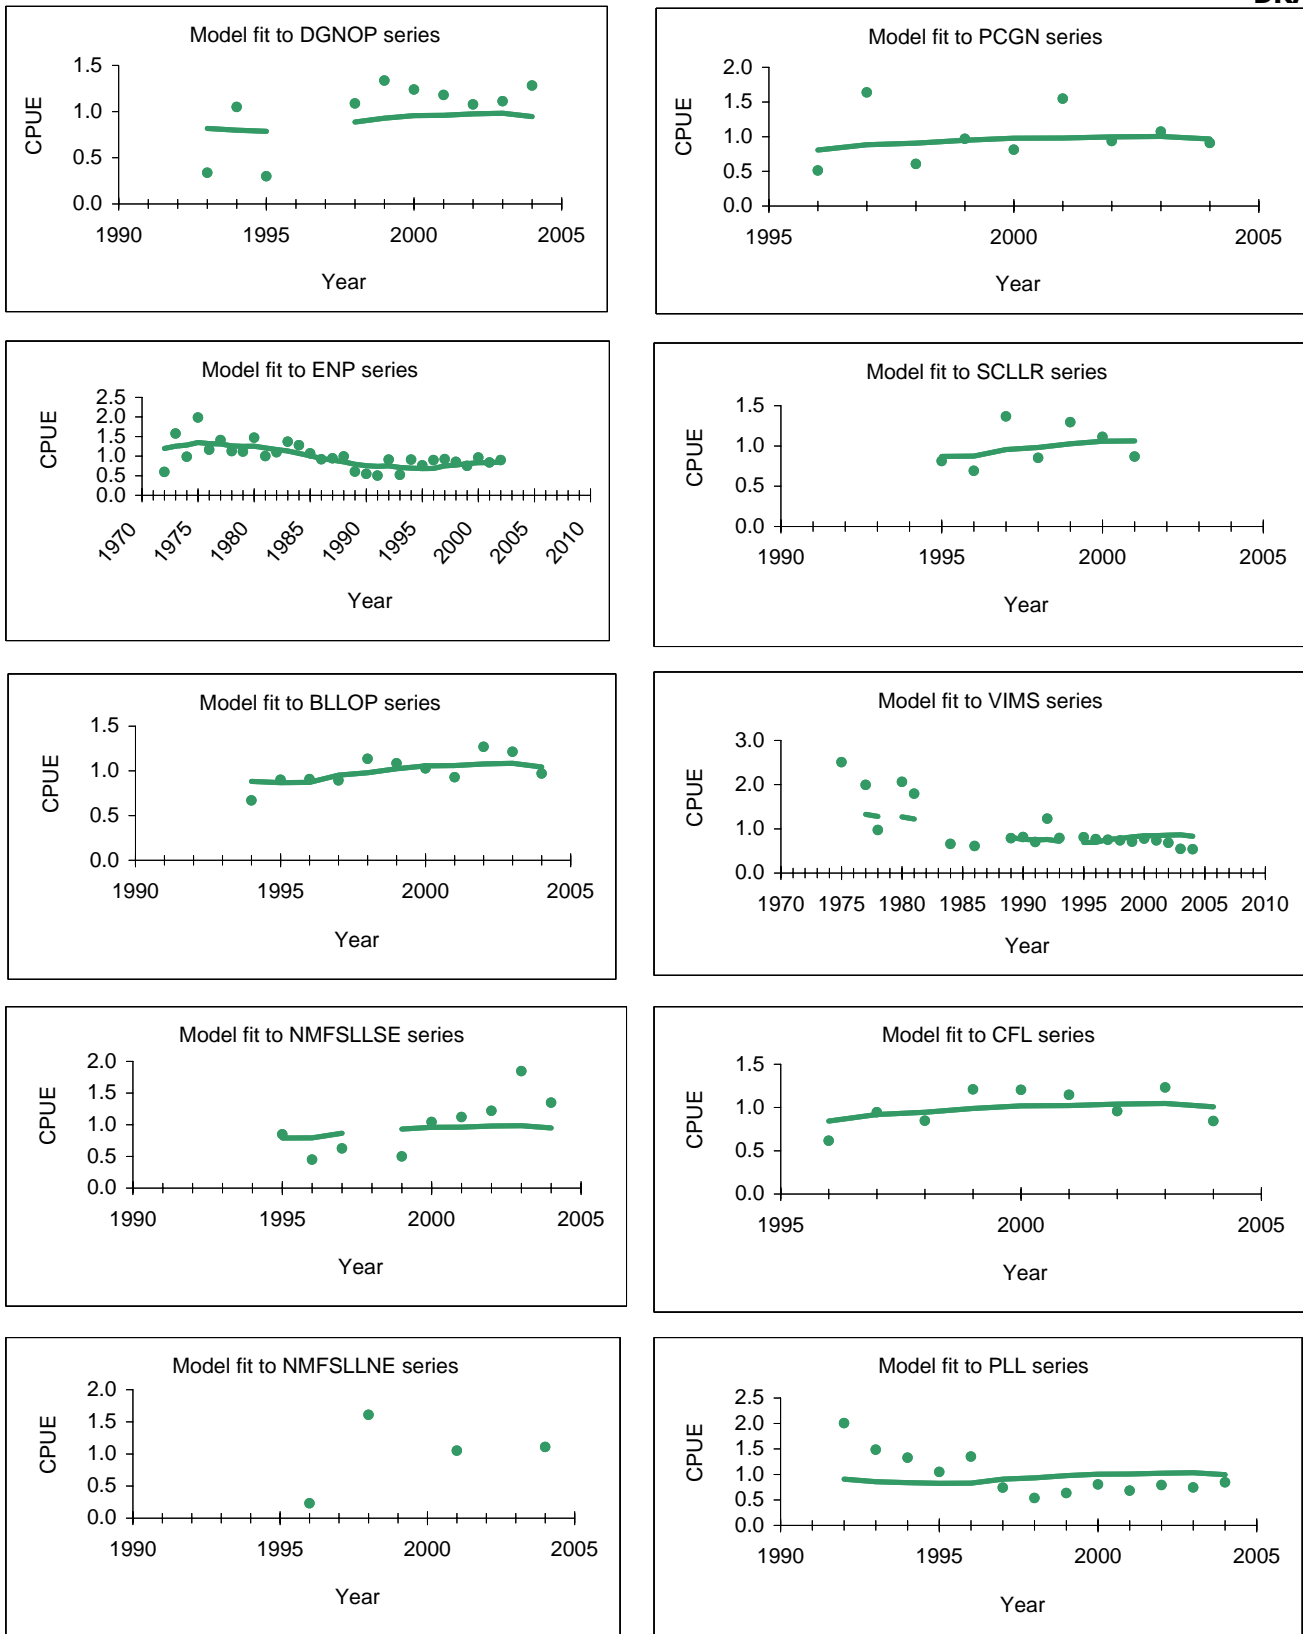 Model fit to DGNOP series
CPUE
1.5
1.0
0.5
0.0
1990 1995 2000 2005
Year
Model fit to PCGN series
CPUE
2.0
1.5
1.0
0.5
0.0
1995 2000 2005
Year
Model fit to ENP series
CPUE
2.5
2.0
1.5
1.0
0.5
0.0
1970 1975 1980 1985 1990 1995 2000 2005 2010
Year
Model fit to SCLLR series
CPUE
1.5
1.0
0.5
0.0
1990 1995 2000 2005
Year
Model fit to BLLOP series
CPUE
1.5
1.0
0.5
0.0
1990 1995 2000 2005
Year
Model fit to VIMS series
CPUE
3.0
2.0
1.0
0.0
1970 1975 1980 1985 1990 1995 2000 2005 2010
Year
Model fit to NMFSLLSE series
CPUE
2.0
1.5
1.0
0.5
0.0
1990 1995 2000 2005
Year
Model fit to CFL series
CPUE
1.5
1.0
0.5
0.0
1995 2000 2005
Year
Model fit to NMFSLLNE series
CPUE
2.0
1.5
1.0
0.5
0.0
1990 1995 2000 2005
Year
Model fit to PLL series
CPUE
2.5
2.0
1.5
1.0
0.5
0.0
1990 1995 2000 2005
Year